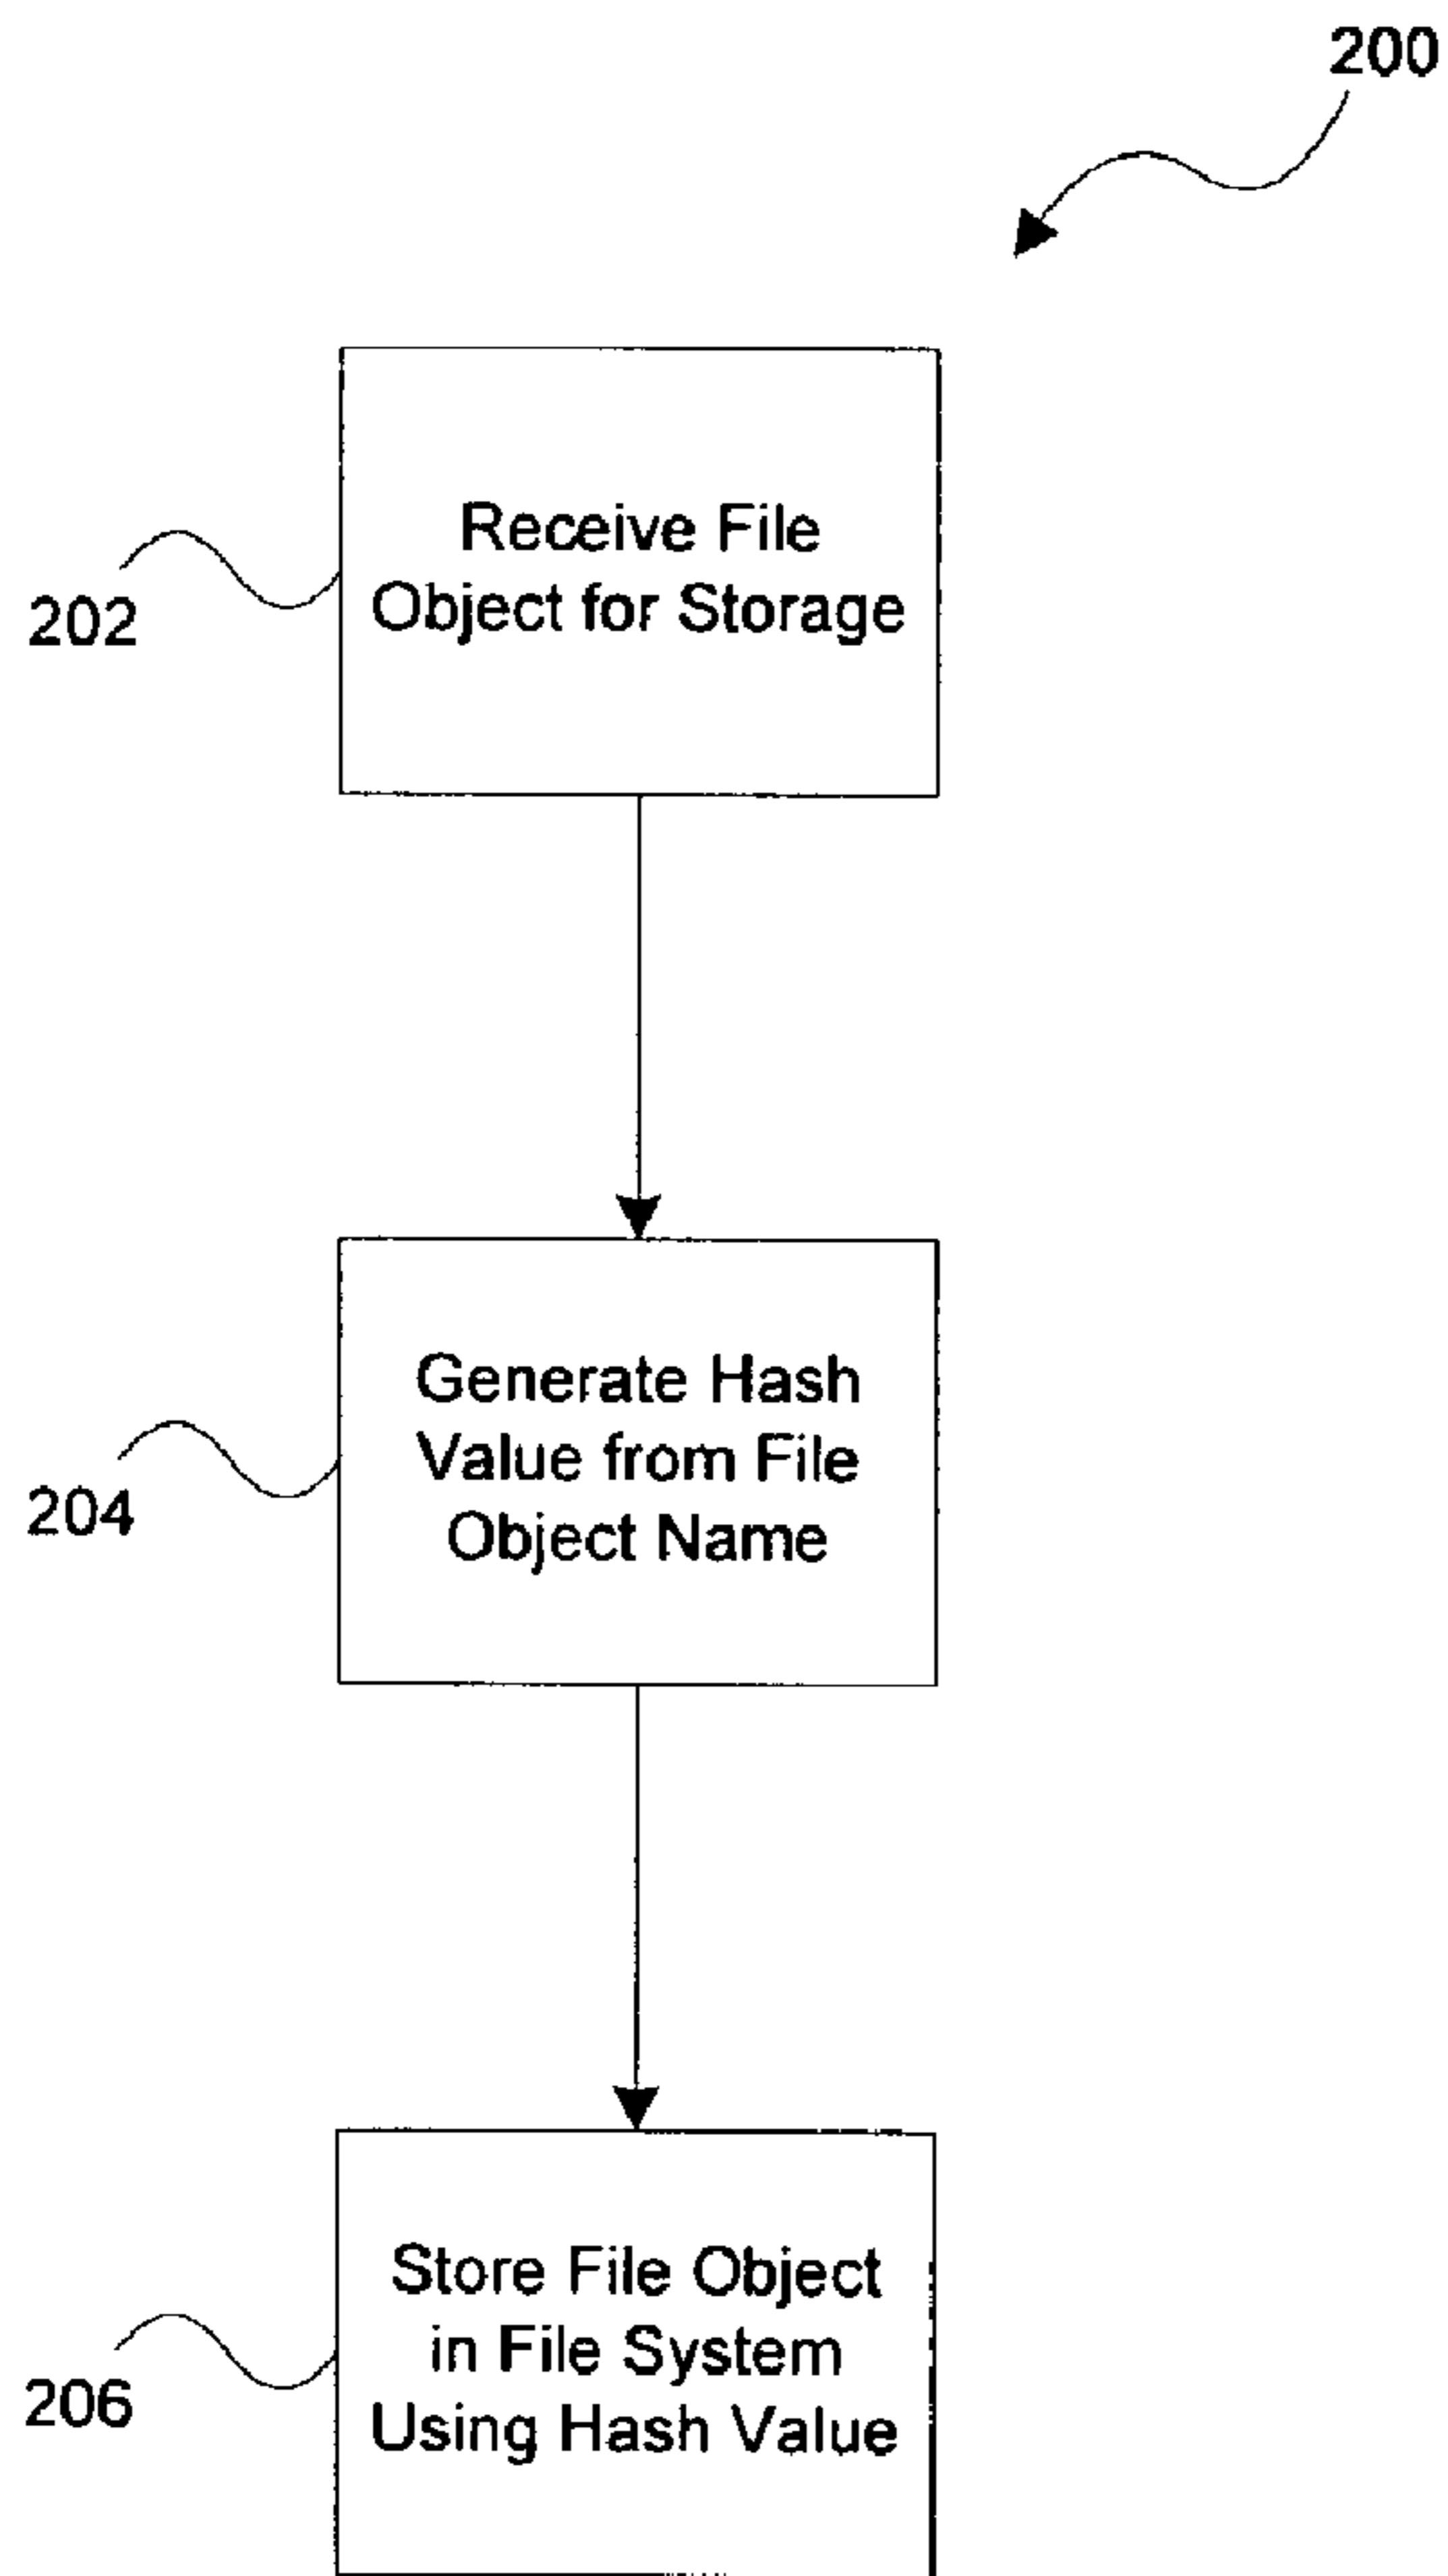 200
Receive File
Object for Storage
202
Generate Hash
Value from File
Object Name
204
Store File Object
in File System
Using Hash Value
206